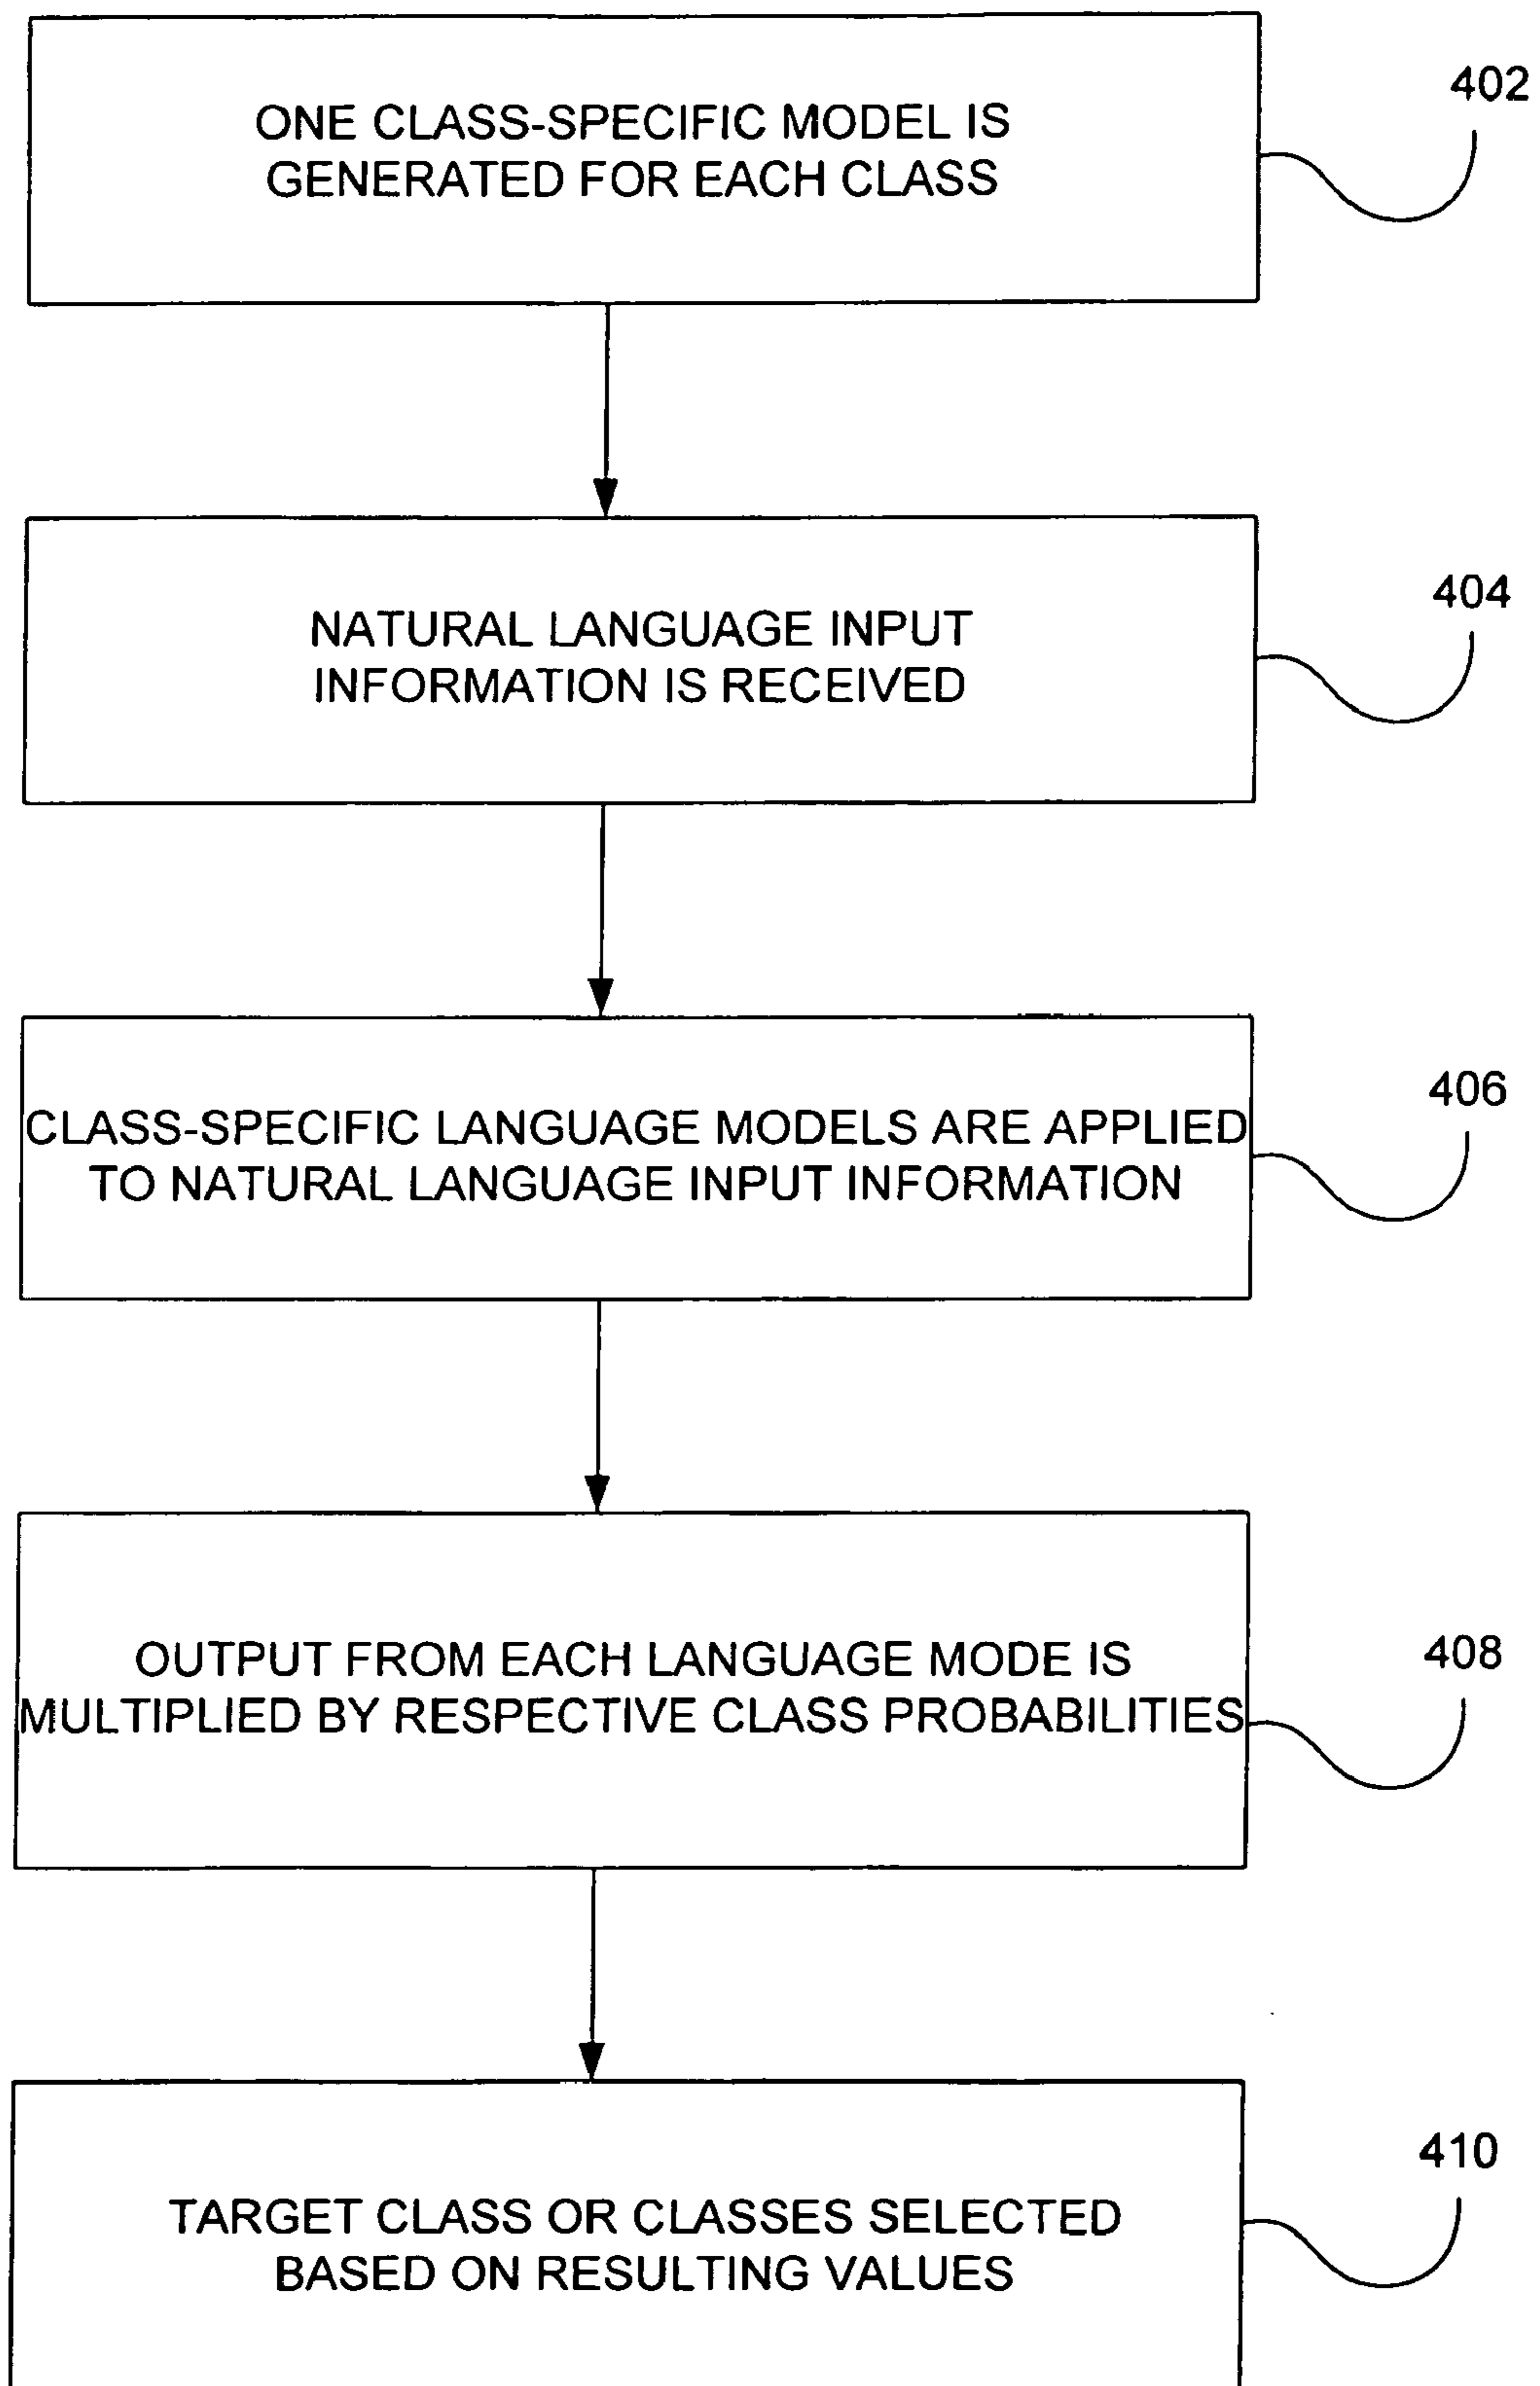 ONE CLASS-SPECIFIC MODEL IS
GENERATED FOR EACH CLASS
402
NATURAL LANGUAGE INPUT
INFORMATION IS RECEIVED
404
CLASS-SPECIFIC LANGUAGE MODELS ARE APPLIED
TO NATURAL LANGUAGE INPUT INFORMATION
406
OUTPUT FROM EACH LANGUAGE MODE IS
MULTIPLIED BY RESPECTIVE CLASS PROBABILITIES
408
TARGET CLASS OR CLASSES SELECTED
BASED ON RESULTING VALUES
410